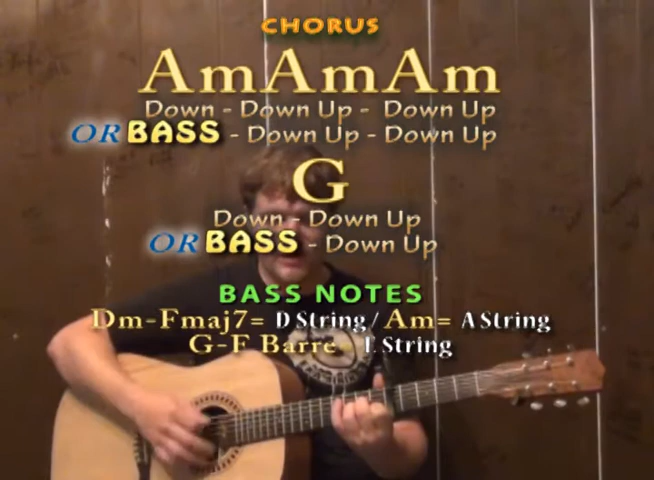 CHORUS
AmAmAm
Down - Down Up - Down Up
OR BASS - Down Up - Down Up
G
Down - Down Up
OR BASS - Down Up
BASS NOTES
Dm-Fmaj7= D String / Am= A String
G-F Barre= E String